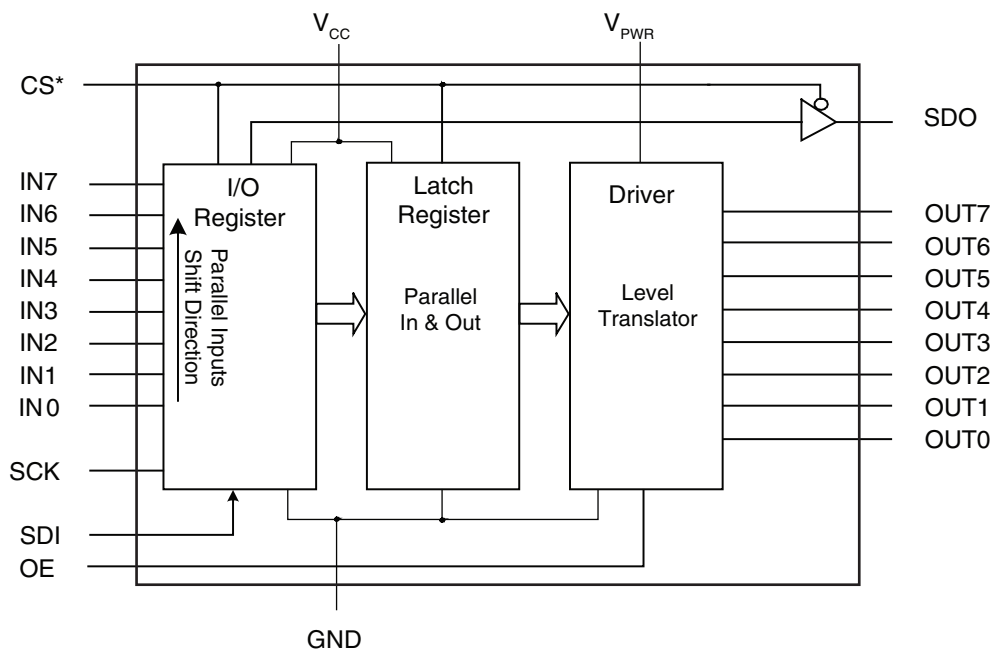 VCC
VPWR
CS*
SDO
IN7
IN6
IN5
IN4
IN3
IN2
IN1
IN0
SCK
SDI
OE
I/O
Register
Parallel Inputs
Shift Direction
Latch
Register
Parallel
In & Out
Driver
Level
Translator
OUT7
OUT6
OUT5
OUT4
OUT3
OUT2
OUT1
OUT0
GND